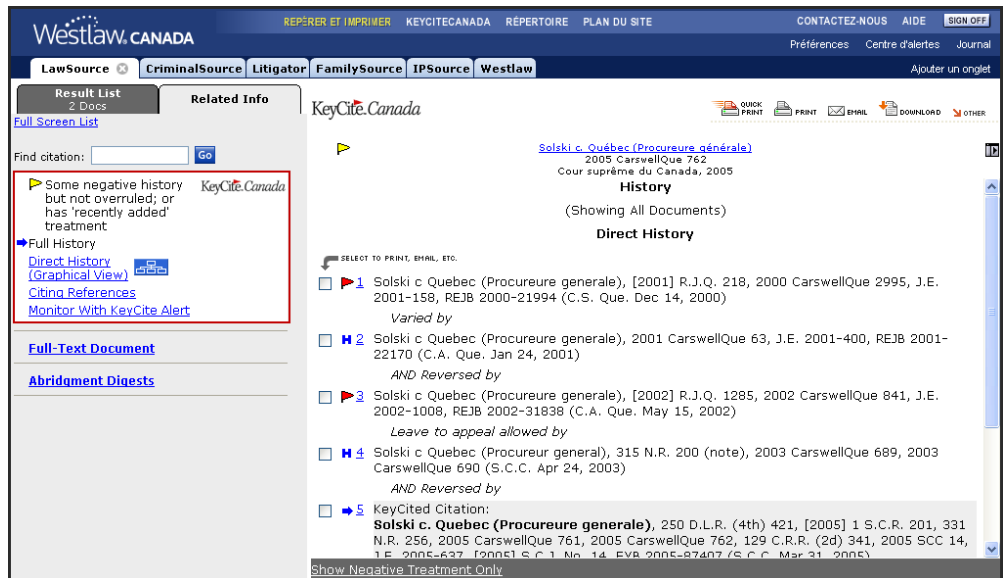 Westlaw. CANADA
REPÉRER ET IMPRIMER KEYCITECANADA RÉPERTOIRE PLAN DU SITE
CONTACTEZ-NOUS AIDE SIGN OFF
Préférences Centre d'alertes Journal
LawSource CriminalSource Litigator FamilySource IPSource Westlaw
Ajouter un onglet
Result List
2 Docs
Related Info
Full Screen List
Find citation: Go
Some negative history
but not overruled; or
has 'recently added'
treatment
KeyCite.Canada
Full History
Direct History
(Graphical View)
Citing References
Monitor With KeyCite Alert
Full-Text Document
Abridgment Digests
KeyCite.Canada
QUICK PRINT PRINT EMAIL DOWNLOAD OTHER
Solski c. Québec (Procureure générale)
2005 CarswellQue 762
Cour suprême du Canada, 2005
History
(Showing All Documents)
Direct History
SELECT TO PRINT, EMAIL, ETC.
1 Solski c Quebec (Procureure generale), [2001] R.J.Q. 218, 2000 CarswellQue 2995, J.E.
2001-158, REJB 2000-21994 (C.S. Que. Dec 14, 2000)
Varied by
H 2 Solski c Quebec (Procureure generale), 2001 CarswellQue 63, J.E. 2001-400, REJB 2001-
22170 (C.A. Que. Jan 24, 2001)
AND Reversed by
3 Solski c Quebec (Procureure generale), [2002] R.J.Q. 1285, 2002 CarswellQue 841, J.E.
2002-1008, REJB 2002-31838 (C.A. Que. May 15, 2002)
Leave to appeal allowed by
H 4 Solski c Quebec (Procureur general), 315 N.R. 200 (note), 2003 CarswellQue 689, 2003
CarswellQue 690 (S.C.C. Apr 24, 2003)
AND Reversed by
5 KeyCited Citation:
Solski c. Quebec (Procureure generale), 250 D.L.R. (4th) 421, [2005] 1 S.C.R. 201, 331
N.R. 256, 2005 CarswellQue 761, 2005 CarswellQue 762, 129 C.R.R. (2d) 341, 2005 SCC 14,
J.E. 2005-637, [2005] S.C.J. No. 14, EYB 2005-87407 (S.C.C. Mar 31, 2005)
Show Negative Treatment Only